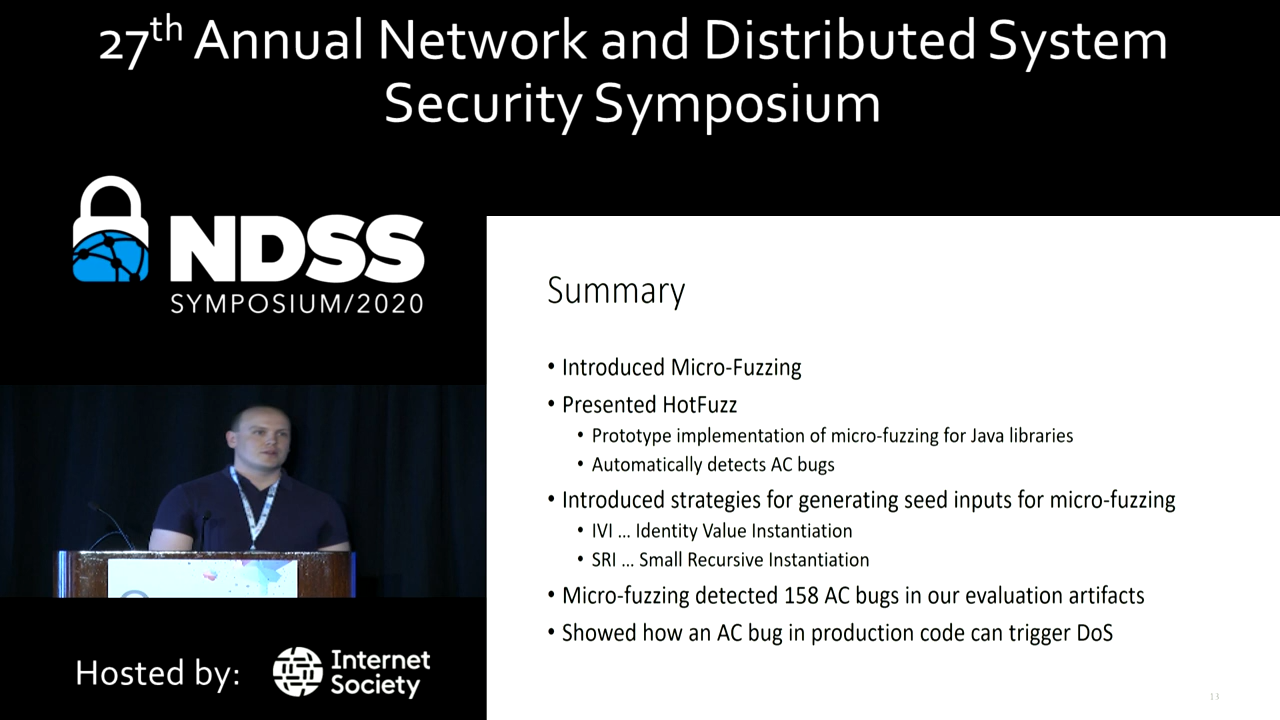 27th Annual Network and Distributed System
Security Symposium
NDSS
SYMPOSIUM/2020
Summary
• Introduced Micro-Fuzzing
• Presented HotFuzz
• Prototype implementation of micro-fuzzing for Java libraries
• Automatically detects AC bugs
• Introduced strategies for generating seed inputs for micro-fuzzing
• IVI ... Identity Value Instantiation
• SRI ... Small Recursive Instantiation
• Micro-fuzzing detected 158 AC bugs in our evaluation artifacts
• Showed how an AC bug in production code can trigger DoS
13
Hosted by:
Internet
Society